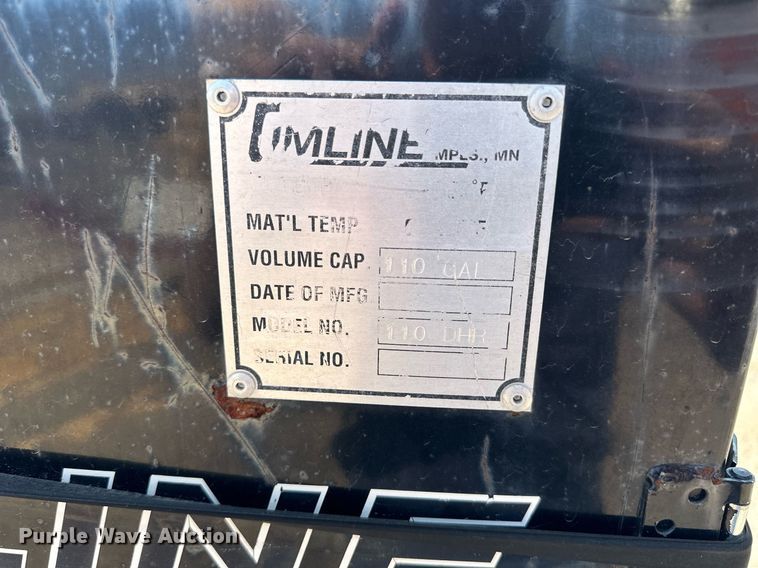 CIMLINE MPLS., MN
°F
MAT'L TEMP
VOLUME CAP. 110 GAL
DATE OF MFG
MODEL NO. 110 DHR
SERIAL NO.
LINE
Purple Wave Auction